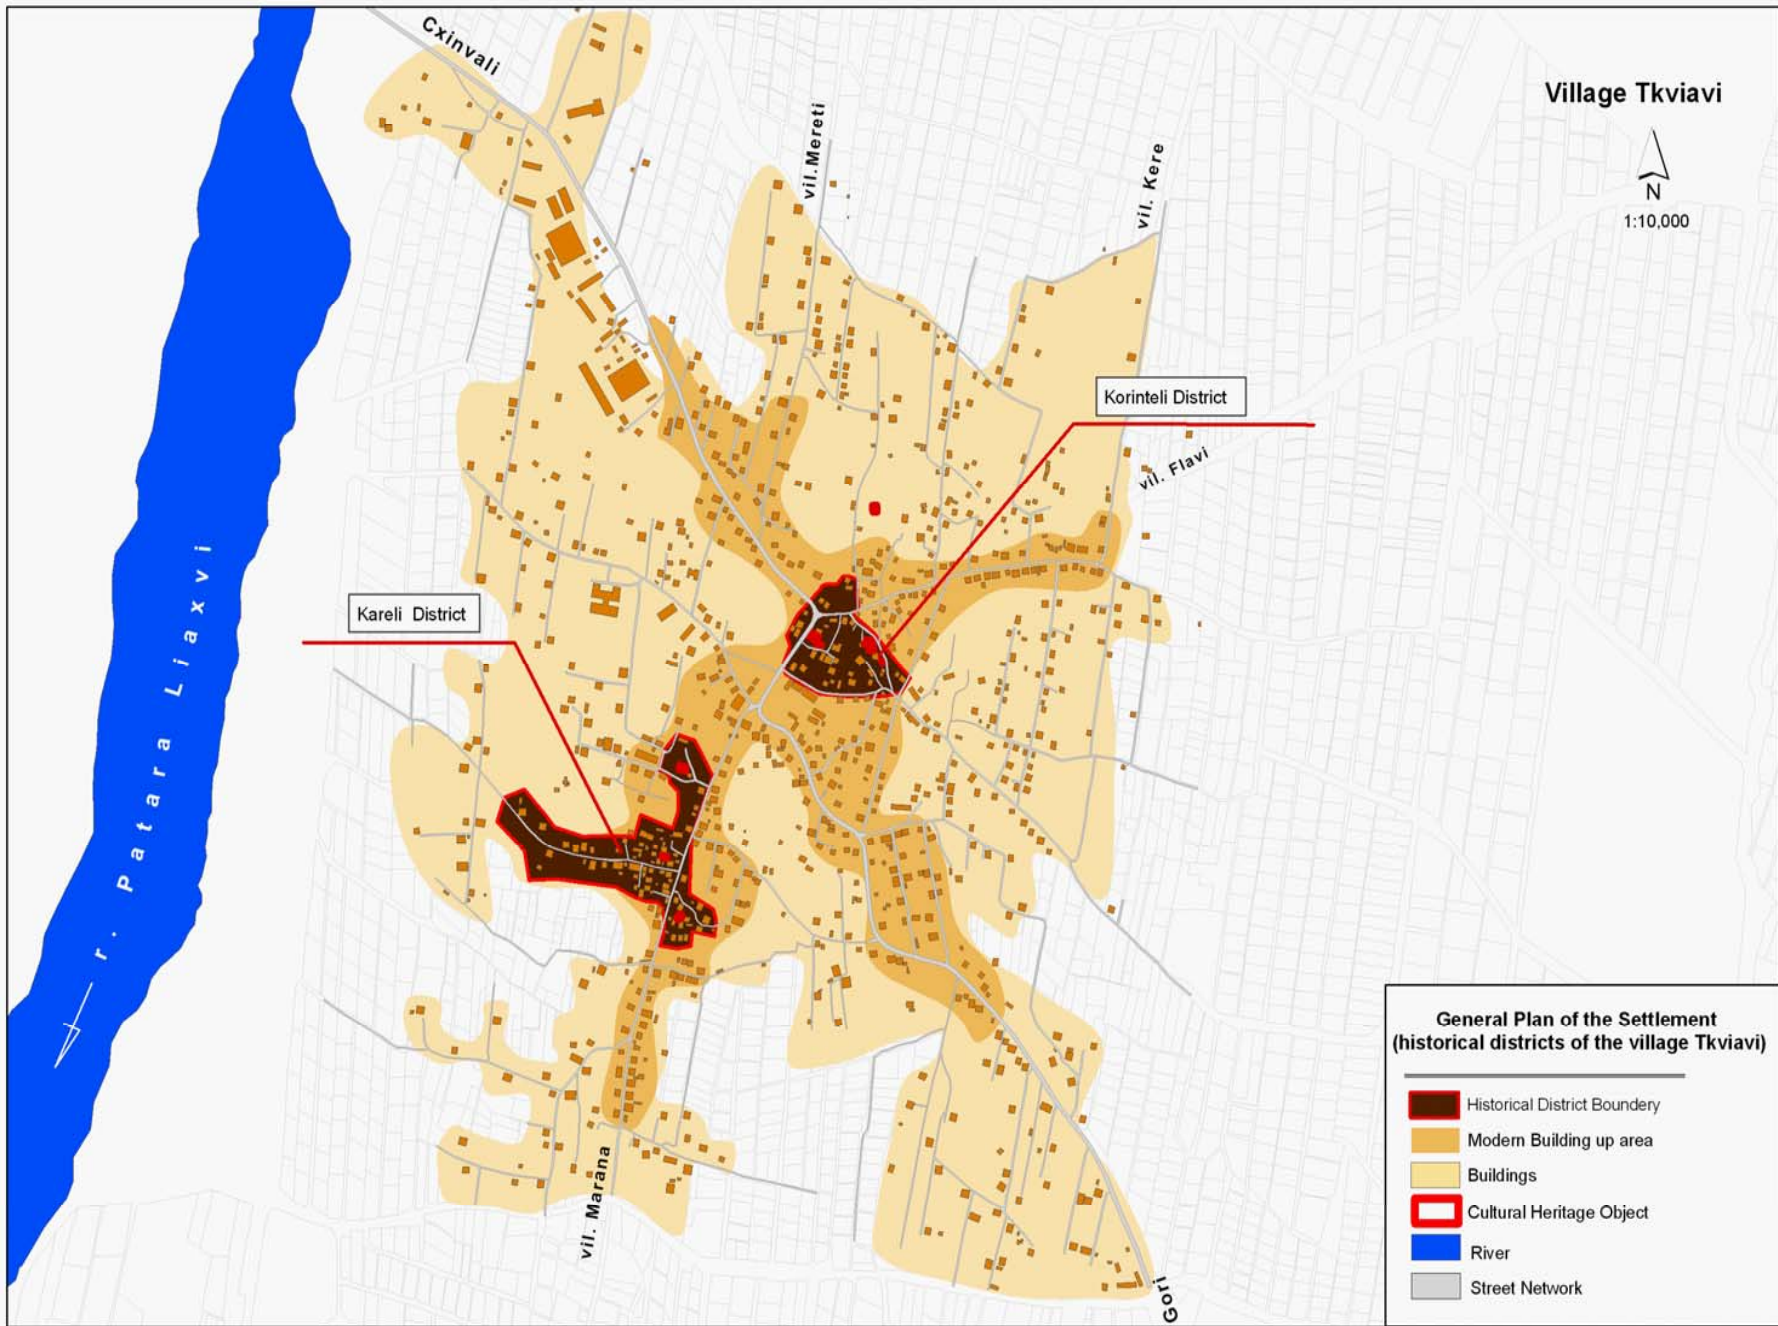 Cxinvali
vil.Mereti
vil. Kere
Village Tkviavi
N
1:10,000
Korinteli District
vil. Flavi
Kareli District
r. Patara Liaxvi
vil. Marana
Gori
General Plan of the Settlement
(historical districts of the village Tkviavi)
Historical District Boundery
Modern Building up area
Buildings
Cultural Heritage Object
River
Street Network